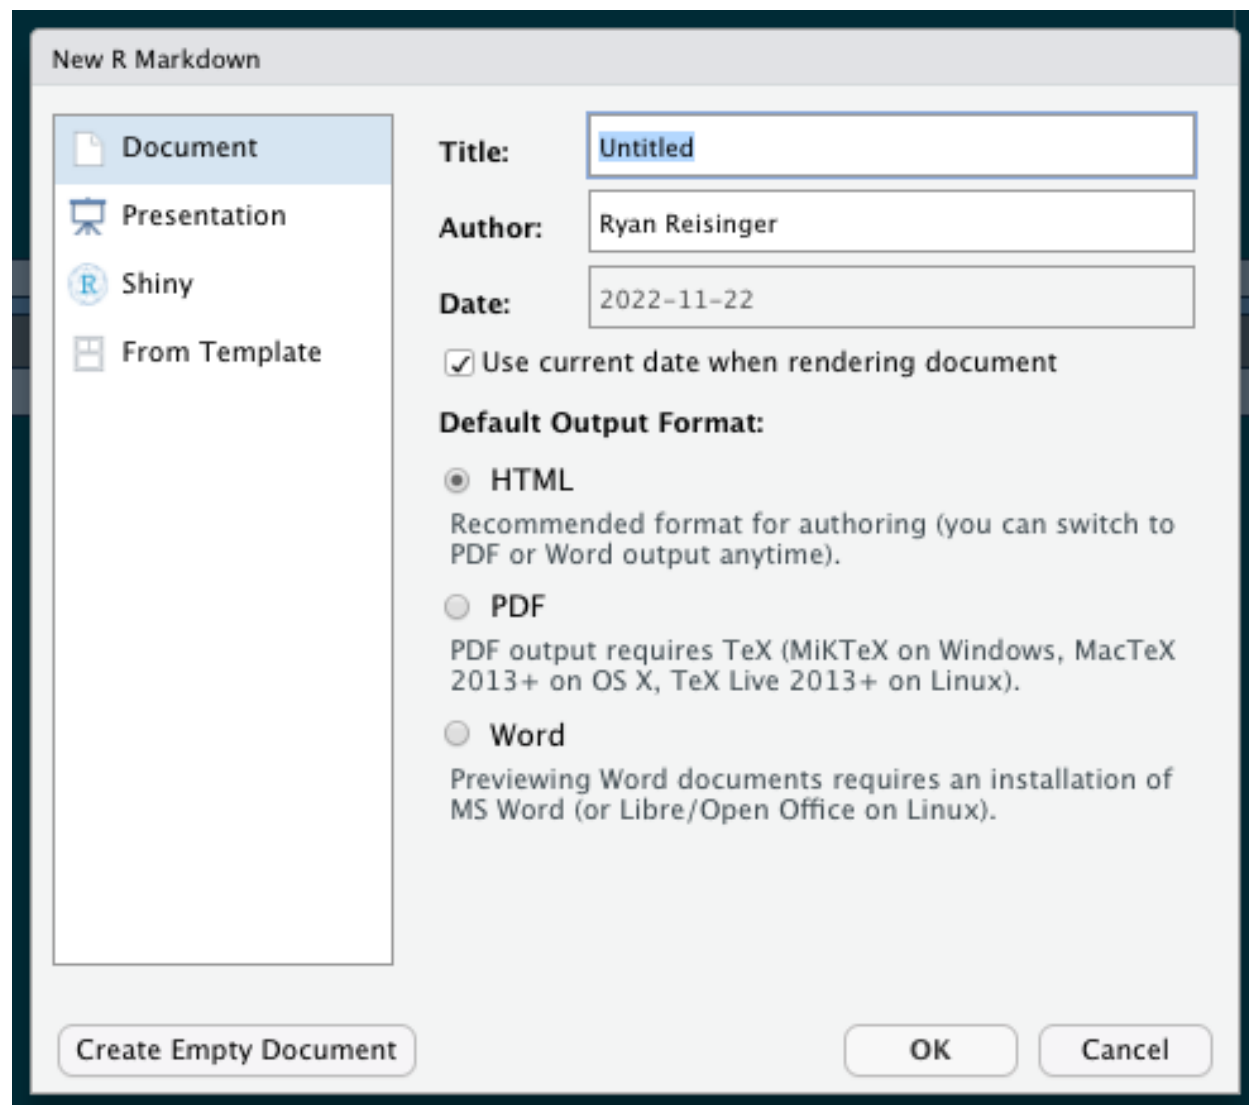 New R Markdown
Document
Presentation
R Shiny
From Template
Title: Untitled
Author: Ryan Reisinger
Date: 2022-11-22
Use current date when rendering document
Default Output Format:
HTML
Recommended format for authoring (you can switch to
PDF or Word output anytime).
PDF
PDF output requires TeX (MiKTeX on Windows, MacTeX
2013+ on OS X, TeX Live 2013+ on Linux).
Word
Previewing Word documents requires an installation of
MS Word (or Libre/Open Office on Linux).
Create Empty Document
OK
Cancel